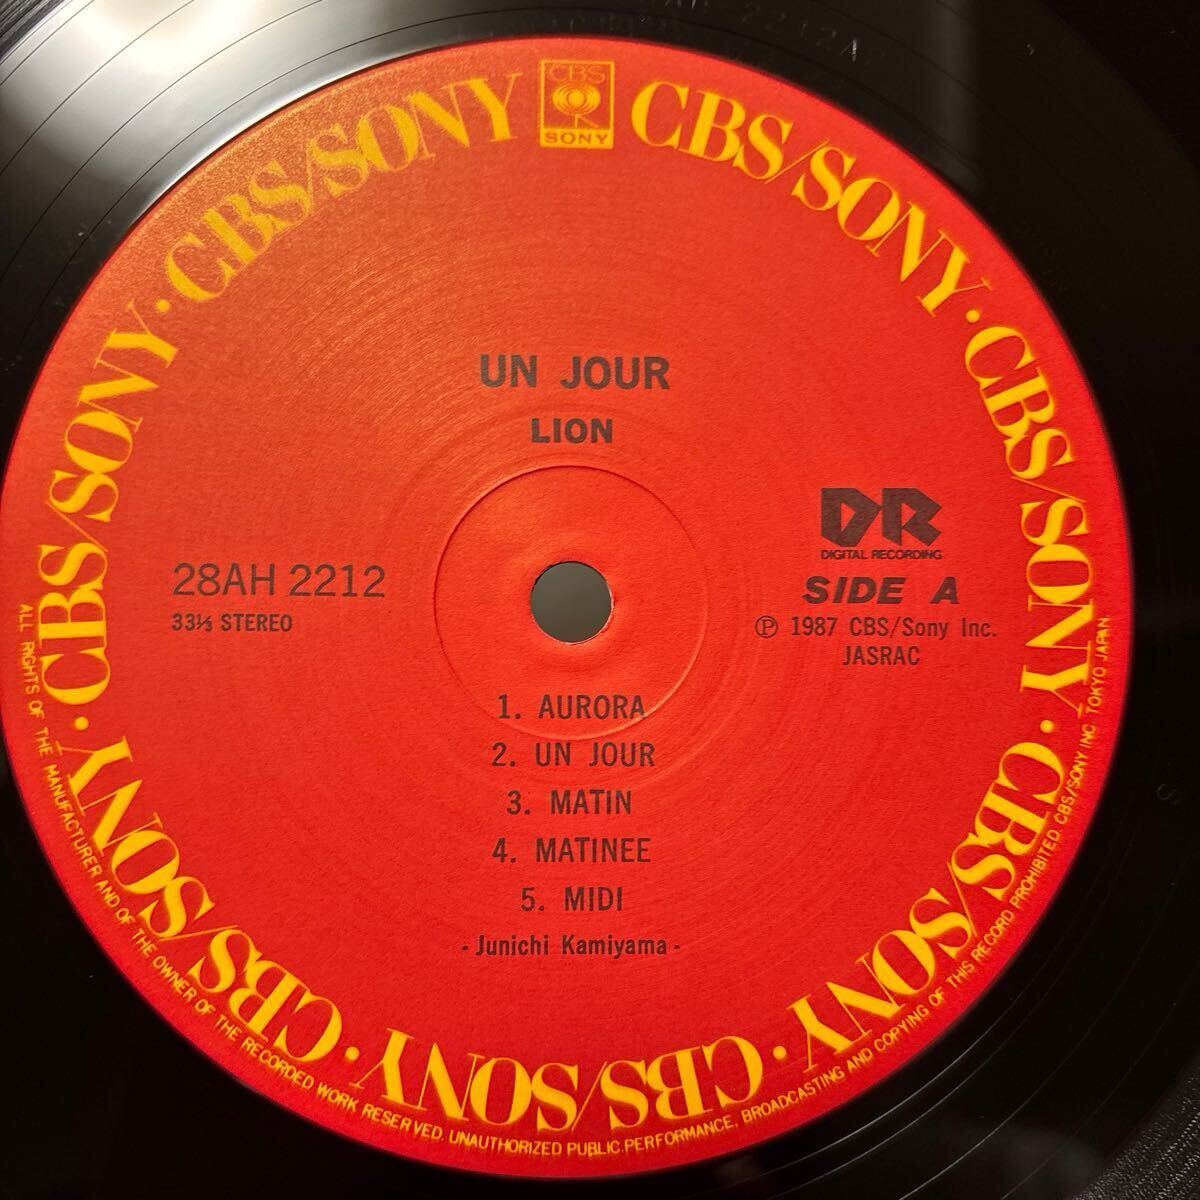 CBS
SONY
CBS/SONY · CBS/SONY · CBS/SONY · CBS/SONY · CBS/SONY · CBS/SONY · CBS/SONY · CBS/SONY
UN JOUR
LION
DR
DIGITAL RECORDING
28AH 2212
33⅓ STEREO
SIDE A
Ⓟ 1987 CBS/Sony Inc.
JASRAC
1. AURORA
2. UN JOUR
3. MATIN
4. MATINEE
5. MIDI
- Junichi Kamiyama -
ALL RIGHTS OF THE MANUFACTURER AND OF THE OWNER OF THE RECORDED WORK RESERVED. UNAUTHORIZED PUBLIC PERFORMANCE, BROADCASTING AND COPYING OF THIS RECORD PROHIBITED. CBS/SONY INC. TOKYO JAPAN